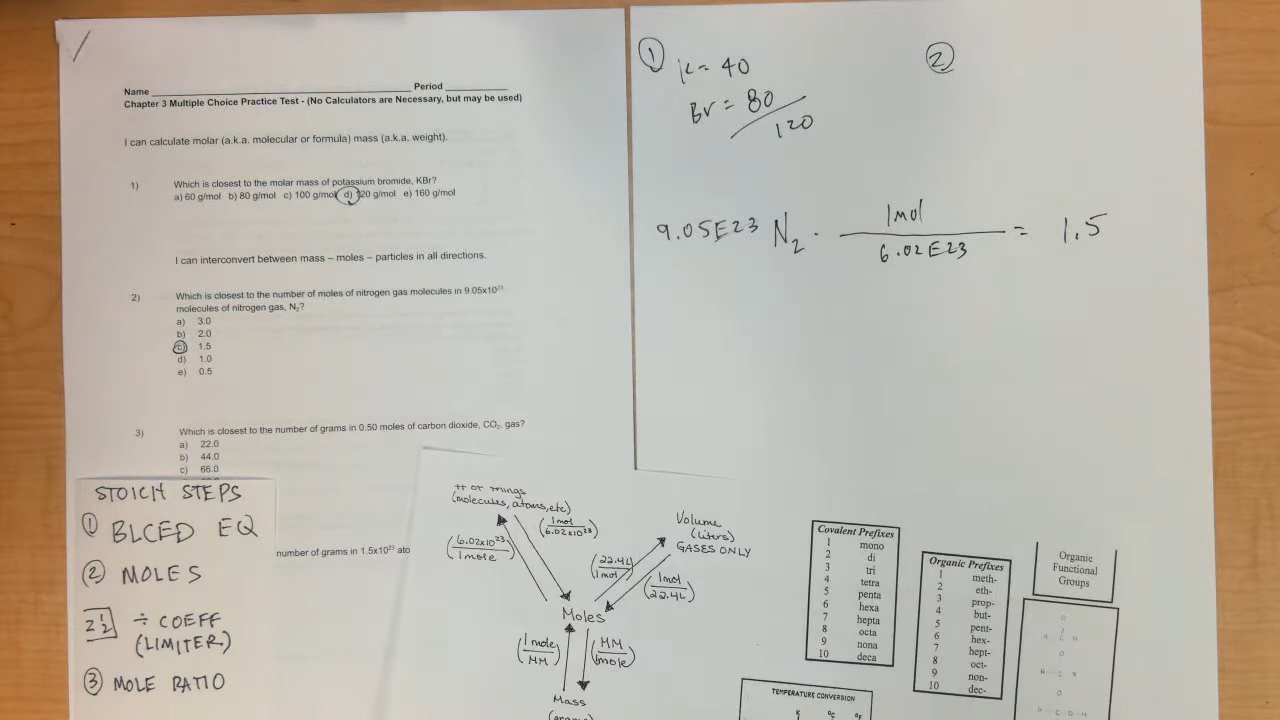 Name ____________ Period ____________
Chapter 3 Multiple Choice Practice Test - (No Calculators are Necessary, but may be used)
I can calculate molar (a.k.a. molecular or formula) mass (a.k.a. weight).
1) Which is closest to the molar mass of potassium bromide, KBr?
a) 60 g/mol b) 80 g/mol c) 100 g/mol d) 120 g/mol e) 160 g/mol
I can interconvert between mass – moles – particles in all directions.
2) Which is closest to the number of moles of nitrogen gas molecules in 9.05x10²³
molecules of nitrogen gas, N₂?
a) 3.0
b) 2.0
c) 1.5
d) 1.0
e) 0.5
3) Which is closest to the number of grams in 0.50 moles of carbon dioxide, CO₂, gas?
a) 22.0
b) 44.0
c) 66.0
number of grams in 1.5x10²³ ato
① K = 40
Br = 80
120
②
9.05E23 N₂ · 1mol / 6.02E23 = 1.5
STOICH STEPS
① BLCED EQ
② MOLES
2½ ÷ COEFF
(LIMITER)
③ MOLE RATIO
# of things
(molecules, atoms, etc)
(6.02x10²³ / 1mole)
(1mol / 6.02x10²³)
Volume
(liters)
GASES ONLY
(22.4L / 1mol)
(1mol / 22.4L)
Moles
(1mole / MM)
(MM / mole)
Mass
Covalent Prefixes
1 mono
2 di
3 tri
4 tetra
5 penta
6 hexa
7 hepta
8 octa
9 nona
10 deca
Organic Prefixes
1 meth-
2 eth-
3 prop-
4 but-
5 pent-
6 hex-
7 hept-
8 oct-
9 non-
10 dec-
Organic
Functional
Groups
TEMPERATURE CONVERSION
K °C °F